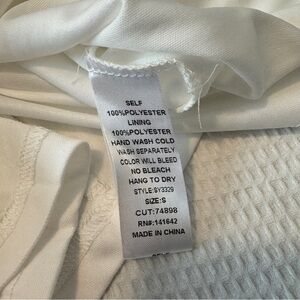 SELF
100%POLYESTER
LINING
100%POLYESTER
HAND WASH COLD
WASH SEPARATELY
COLOR WILL BLEED
NO BLEACH
HANG TO DRY
STYLE:SY3329
SIZE:S
CUT:74898
RN#:141642
MADE IN CHINA